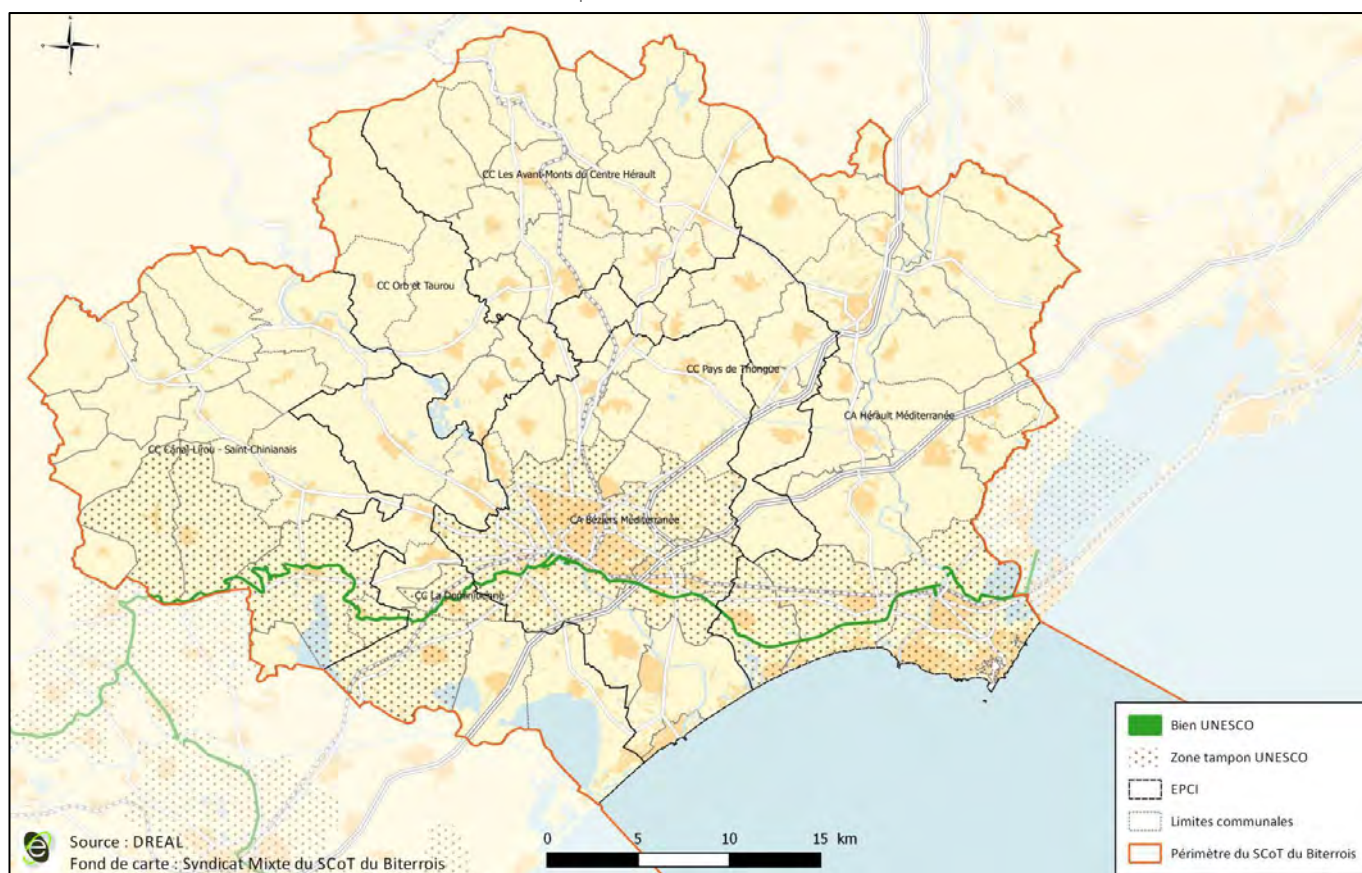 CC Les Avant-Monts du Centre Hérault
CC Orb et Taurou
CC Pays de Thongue
CA Hérault Méditerranée
CC Canal-Lirou - Saint-Chinianais
CA Béziers Méditerranée
CC La Domitienne
Bien UNESCO
Zone tampon UNESCO
EPCI
Limites communales
Périmètre du SCoT du Biterrois
0 5 10 15 km
Source : DREAL
Fond de carte : Syndicat Mixte du SCoT du Biterrois